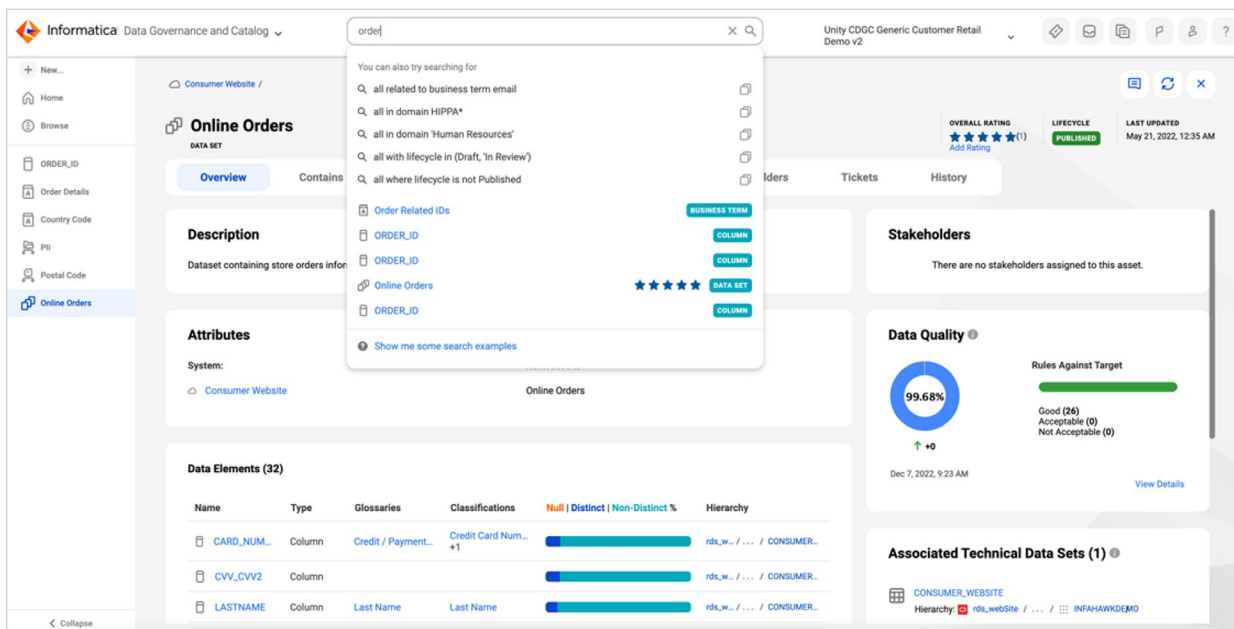 Informatica Data Governance and Catalog
order
Unity CDGC Generic Customer Retail
Demo v2
?
New...
Home
Browse
ORDER_ID
Order Details
Country Code
PII
Postal Code
Online Orders
Collapse
Consumer Website /
Online Orders
DATA SET
OVERALL RATING
(1)
Add Rating
LIFECYCLE
PUBLISHED
LAST UPDATED
May 21, 2022, 12:35 AM
Overview
Contains
Tickets
History
You can also try searching for
all related to business term email
all in domain HIPPA*
all in domain 'Human Resources'
all with lifecycle in (Draft, 'In Review')
all where lifecycle is not Published
Order Related IDs BUSINESS TERM
ORDER_ID COLUMN
ORDER_ID COLUMN
Online Orders DATA SET
ORDER_ID COLUMN
Show me some search examples
Description
Dataset containing store orders
Attributes
System:
Consumer Website
Online Orders
Data Elements (32)
Name Type Glossaries Classifications Null | Distinct | Non-Distinct % Hierarchy
CARD_NUM... Column Credit / Payment... Credit Card Num... rds_w... / ... / CONSUMER...
+1
CVV_CVV2 Column rds_w... / ... / CONSUMER...
LASTNAME Column Last Name Last Name rds_w... / ... / CONSUMER...
Stakeholders
There are no stakeholders assigned to this asset.
Data Quality
99.68%
+0
Rules Against Target
Good (26)
Acceptable (0)
Not Acceptable (0)
Dec 7, 2022, 9:23 AM
View Details
Associated Technical Data Sets (1)
CONSUMER_WEBSITE
Hierarchy: rds_webSite / ... / INFAHAWKDEMO